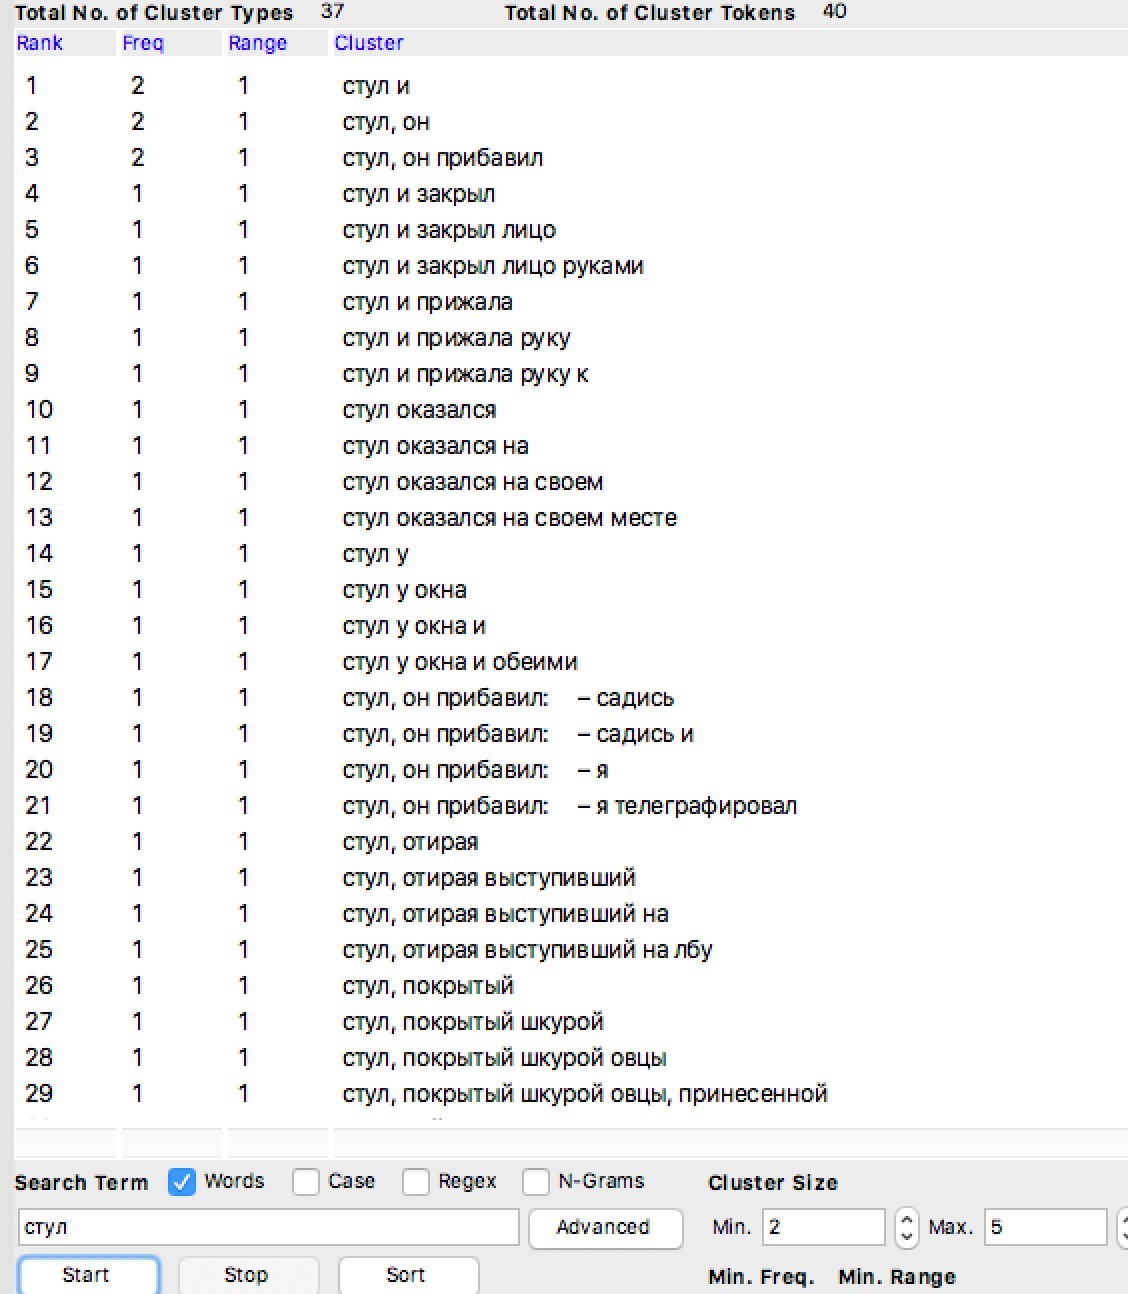 Total No. of Cluster Types 37 Total No. of Cluster Tokens 40
Rank Freq Range Cluster
1 2 1 стул и
2 2 1 стул, он
3 2 1 стул, он прибавил
4 1 1 стул и закрыл
5 1 1 стул и закрыл лицо
6 1 1 стул и закрыл лицо руками
7 1 1 стул и прижала
8 1 1 стул и прижала руку
9 1 1 стул и прижала руку к
10 1 1 стул оказался
11 1 1 стул оказался на
12 1 1 стул оказался на своем
13 1 1 стул оказался на своем месте
14 1 1 стул у
15 1 1 стул у окна
16 1 1 стул у окна и
17 1 1 стул у окна и обеими
18 1 1 стул, он прибавил: – садись
19 1 1 стул, он прибавил: – садись и
20 1 1 стул, он прибавил: – я
21 1 1 стул, он прибавил: – я телеграфировал
22 1 1 стул, отирая
23 1 1 стул, отирая выступивший
24 1 1 стул, отирая выступивший на
25 1 1 стул, отирая выступивший на лбу
26 1 1 стул, покрытый
27 1 1 стул, покрытый шкурой
28 1 1 стул, покрытый шкурой овцы
29 1 1 стул, покрытый шкурой овцы, принесенной
Search Term Words Case Regex N-Grams Cluster Size
стул Advanced Min. 2 Max. 5
Start Stop Sort Min. Freq. Min. Range